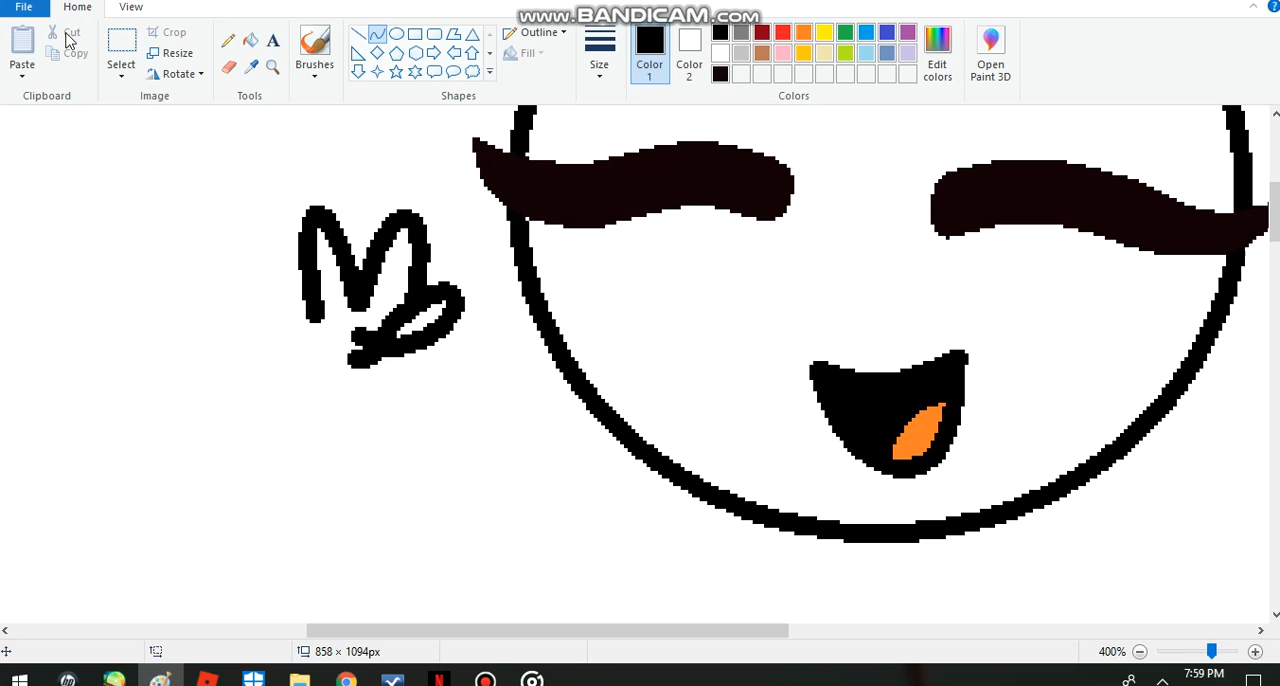 www.BANDICAM.com
File Home View
Cut
Copy
Paste
Clipboard
Select
Crop
Resize
Rotate
Image
A
Tools
Brushes
Outline
Fill
Shapes
Size
Color 1
Color 2
Edit colors
Colors
Open Paint 3D
858 × 1094px
400%
7:59 PM